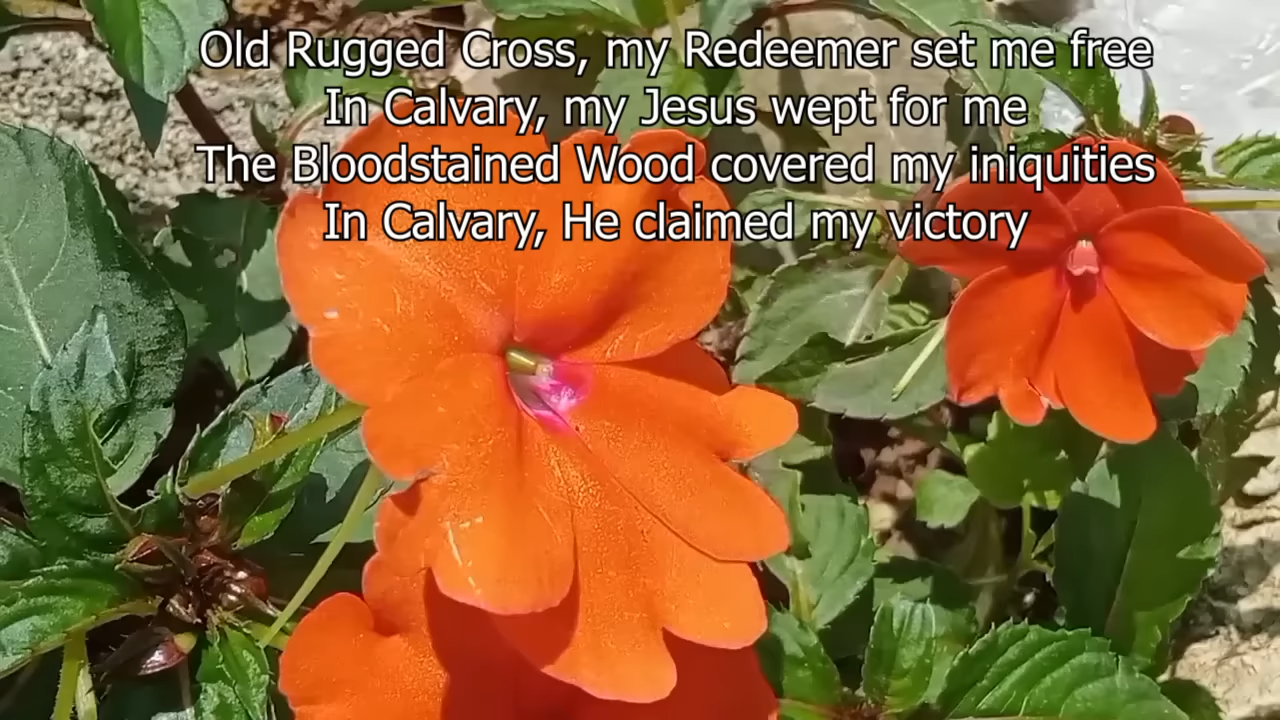 Old Rugged Cross, my Redeemer set me free
In Calvary, my Jesus wept for me
The Bloodstained Wood covered my iniquities
In Calvary, He claimed my victory